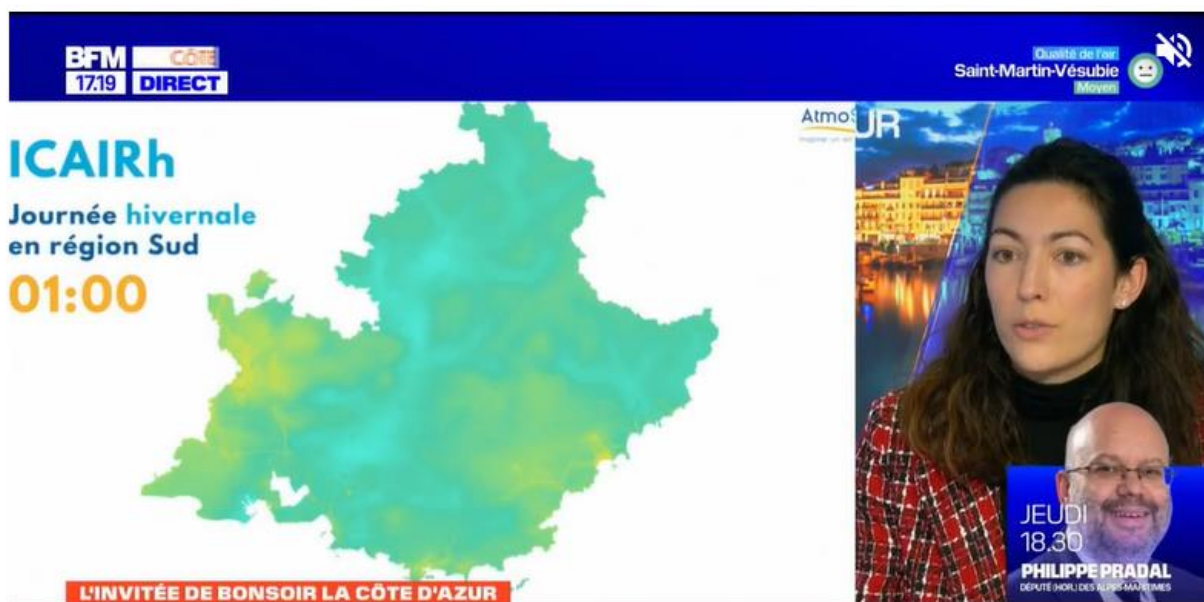 BFM CÔTE
17.19 DIRECT
Qualité de l'air
Saint-Martin-Vésubie
Moyen
ICAIRh
Journée hivernale
en région Sud
01:00
AtmoSUR
JEUDI
18.30
PHILIPPE PRADAL
DÉPUTÉ (HOR.) DES ALPES-MARITIMES
L'INVITÉE DE BONSOIR LA CÔTE D'AZUR